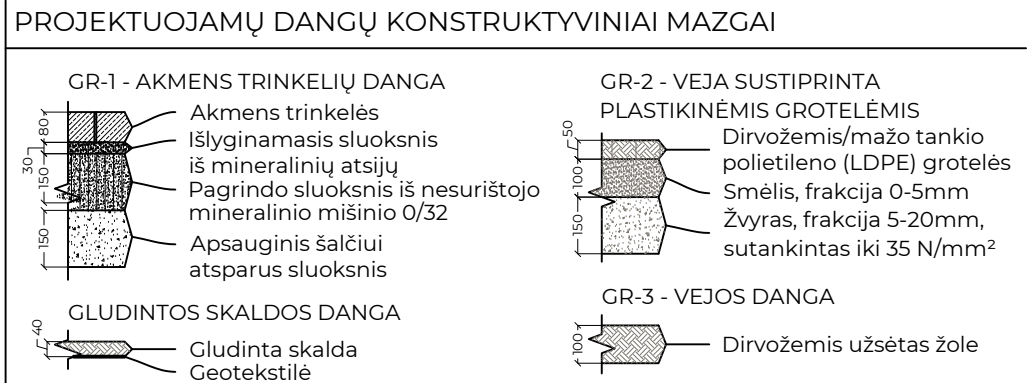 PROJEKTUOJAMŲ DANGŲ KONSTRUKTYVINIAI MAZGAI
GR-1 - AKMENS TRINKELIŲ DANGA
80
30
150
150
Akmens trinkelės
Išlyginamasis sluoksnis
iš mineralinių atsijų
Pagrindo sluoksnis iš nesurištojo
mineralinio mišinio 0/32
Apsauginis šalčiui
atsparus sluoksnis
GLUDINTOS SKALDOS DANGA
40
Gludinta skalda
Geotekstilė
GR-2 - VEJA SUSTIPRINTA
PLASTIKINĖMIS GROTELĖMIS
50
100
150
Dirvožemis/mažo tankio
polietileno (LDPE) grotelės
Smėlis, frakcija 0-5mm
Žvyras, frakcija 5-20mm,
sutankintas iki 35 N/mm²
GR-3 - VEJOS DANGA
100
Dirvožemis užsėtas žole